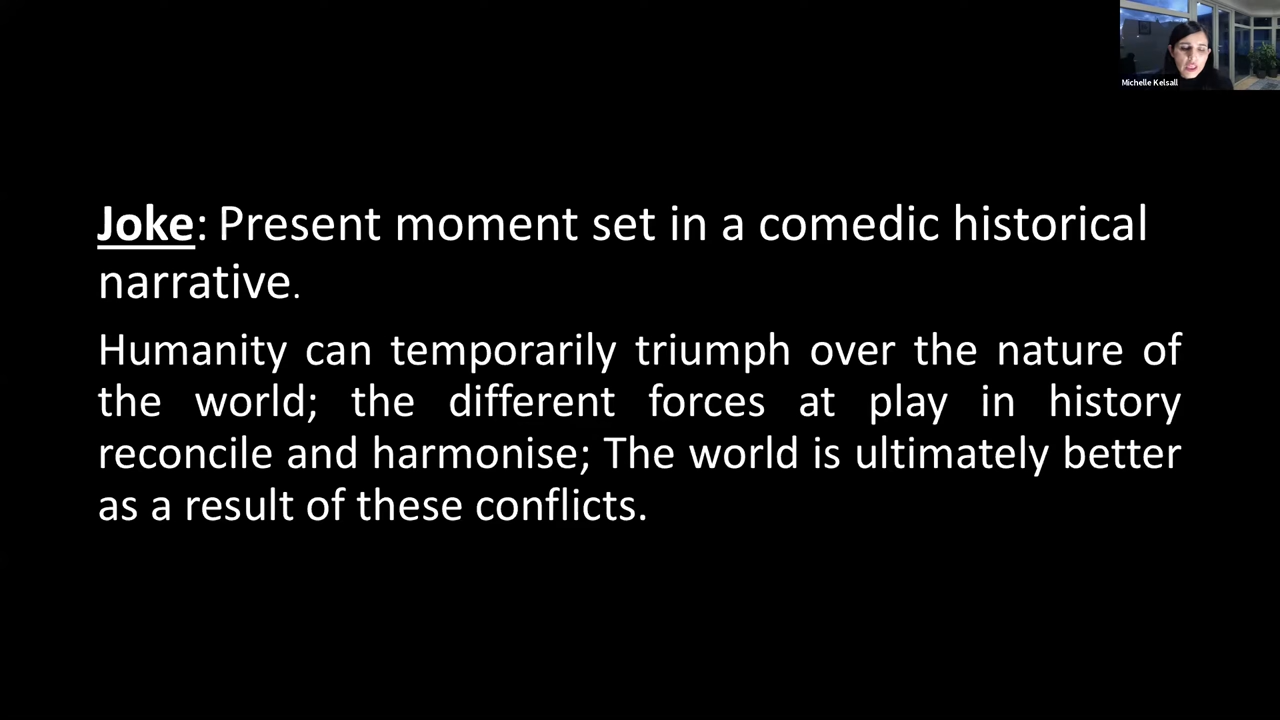 Michelle Kelsall
Joke: Present moment set in a comedic historical
narrative.
Humanity can temporarily triumph over the nature of
the world; the different forces at play in history
reconcile and harmonise; The world is ultimately better
as a result of these conflicts.